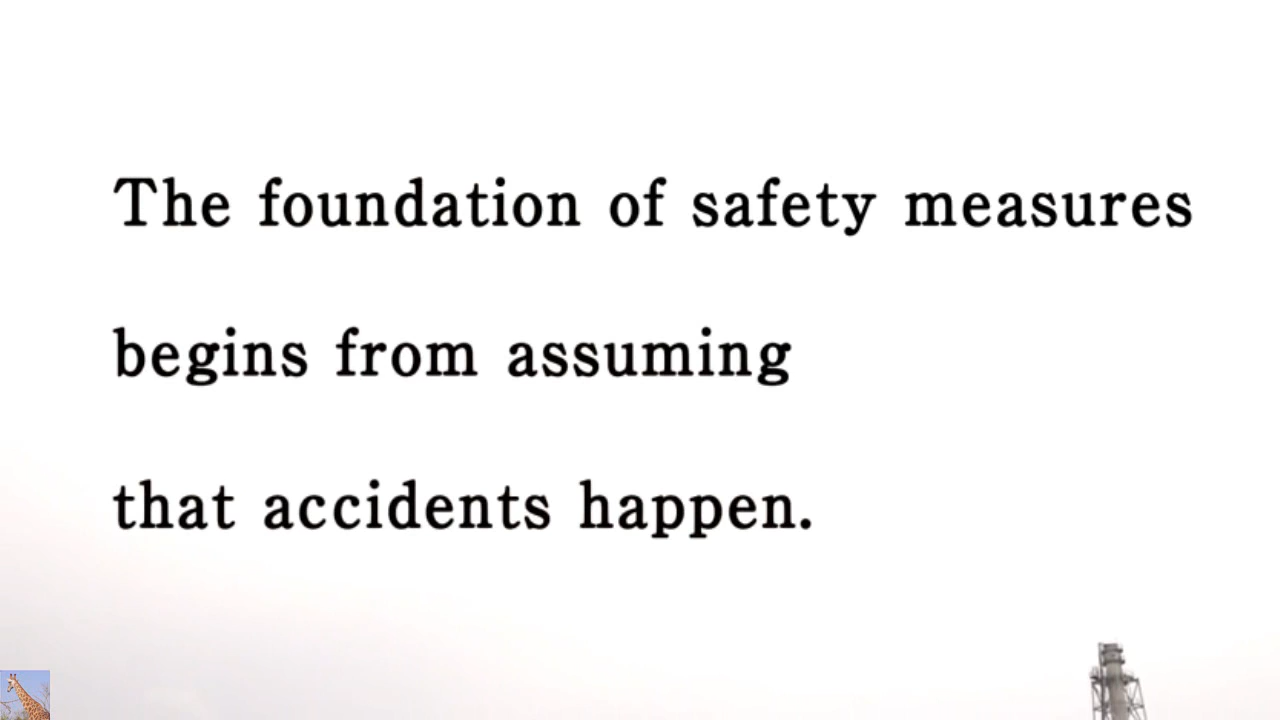 The foundation of safety measures
begins from assuming
that accidents happen.